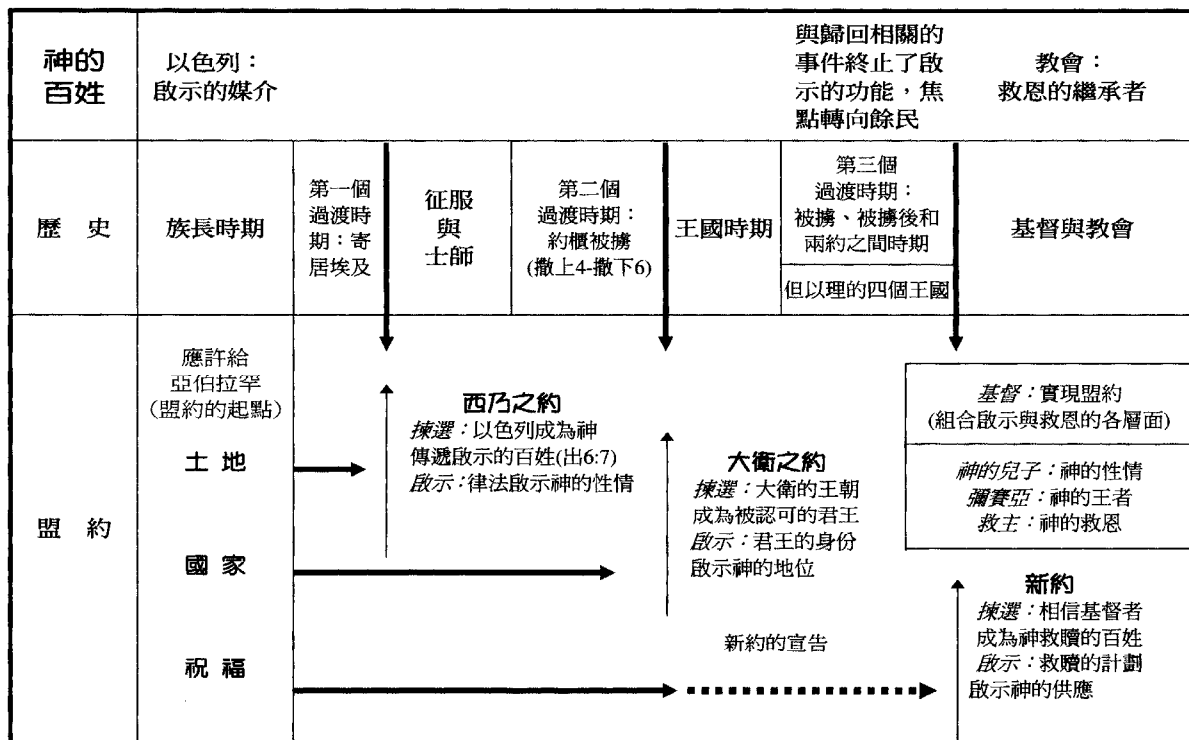 神的
百姓
以色列：
啟示的媒介
與歸回相關的
事件終止了啟
示的功能，焦
點轉向餘民
教會：
救恩的繼承者
歷 史
族長時期
第一個
過渡時
期：寄
居埃及
征服
與
士師
第二個
過渡時期：
約櫃被擄
(撒上4-撒下6)
王國時期
第三個
過渡時期：
被擄、被擄後和
兩約之間時期
但以理的四個王國
基督與教會
盟 約
應許給
亞伯拉罕
(盟約的起點)
土 地
國 家
祝 福
西乃之約
揀選：以色列成為神
傳遞啟示的百姓(出6:7)
啟示：律法啟示神的性情
大衛之約
揀選：大衛的王朝
成為被認可的君王
啟示：君王的身份
啟示神的地位
新約的宣告
基督：實現盟約
(組合啟示與救恩的各層面)
神的兒子：神的性情
彌賽亞：神的王者
救主：神的救恩
新約
揀選：相信基督者
成為神救贖的百姓
啟示：救贖的計劃
啟示神的供應